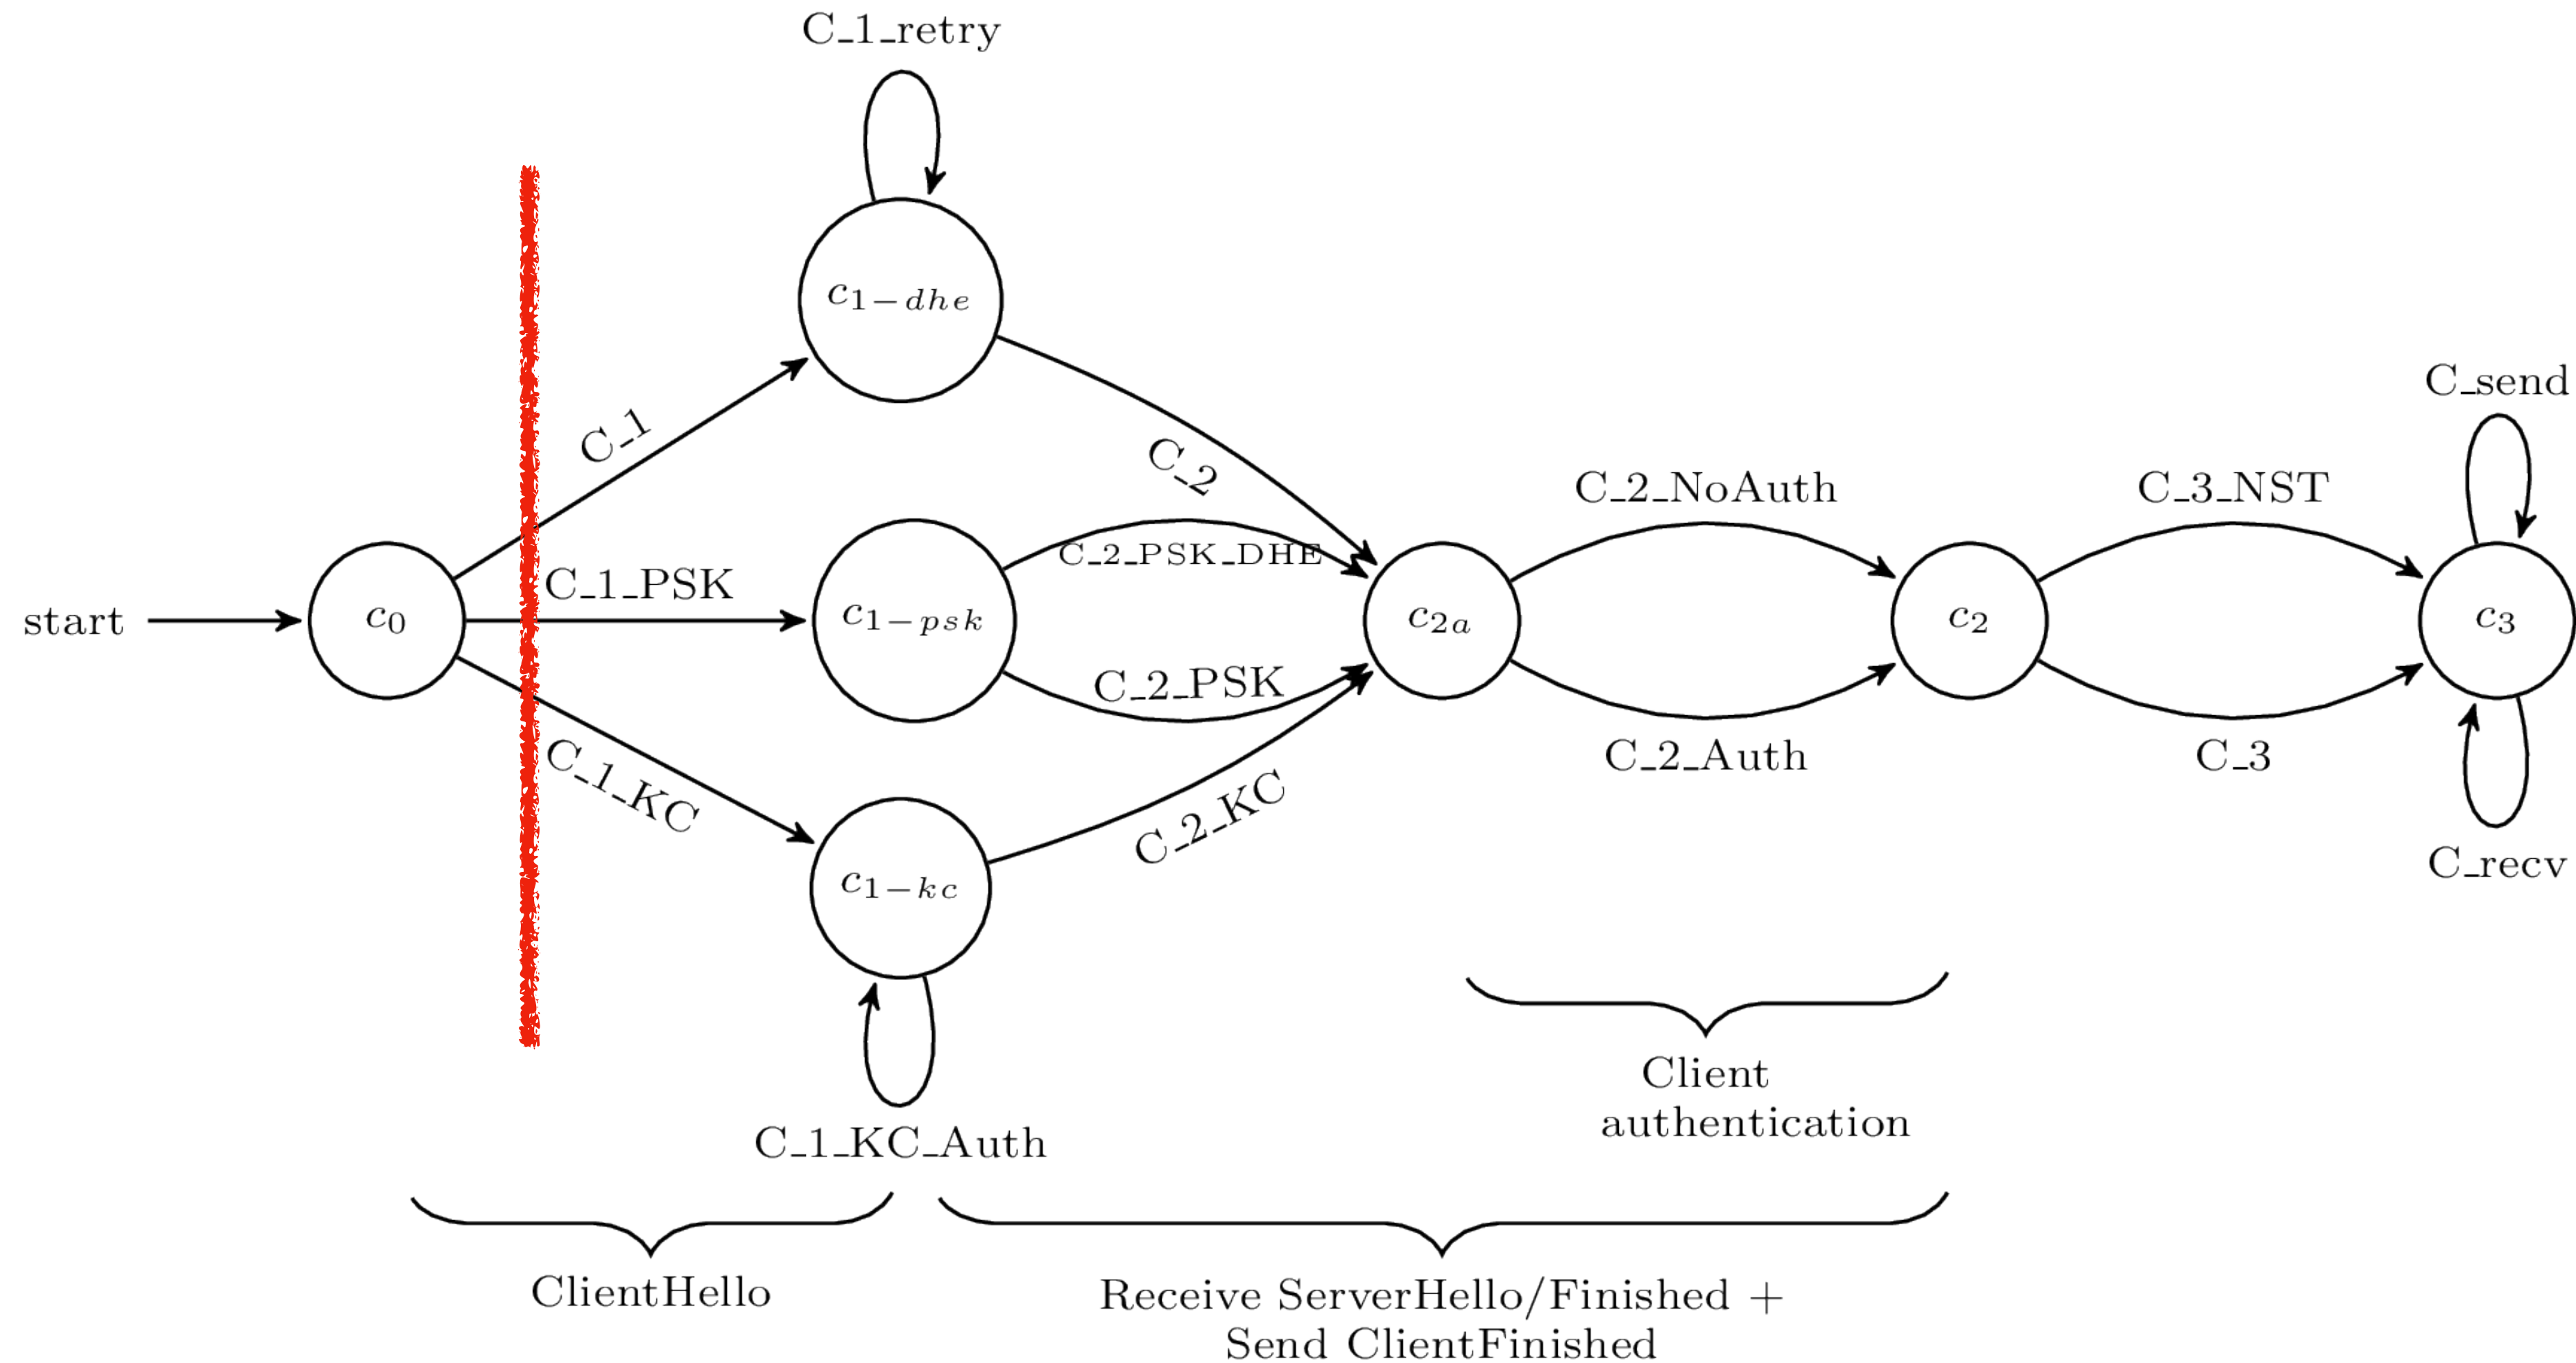 C_1_retry
c1−dhe
C_send
C_1
C_2
C_2_NoAuth
C_3_NST
C_2_PSK_DHE
C_1_PSK
start
c0
c1−psk
c2a
c2
c3
C_2_PSK
C_1_KC
C_2_KC
C_2_Auth
C_3
C_recv
c1−kc
Client
authentication
C_1_KC_Auth
ClientHello
Receive ServerHello/Finished +
Send ClientFinished